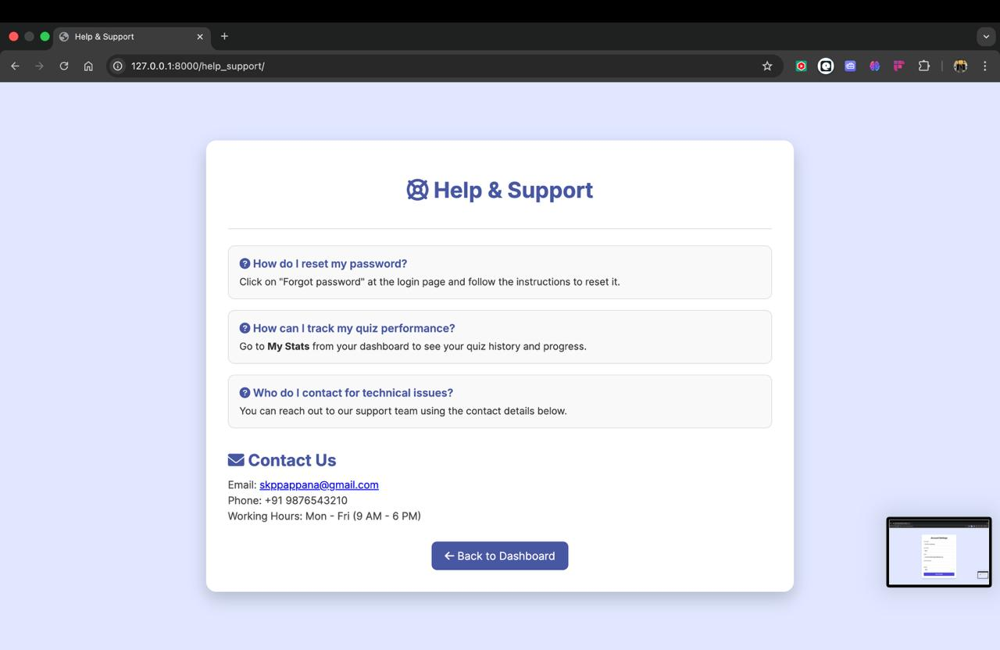 Help & Support
127.0.0.1:8000/help_support/
Help & Support
How do I reset my password?
Click on "Forgot password" at the login page and follow the instructions to reset it.
How can I track my quiz performance?
Go to My Stats from your dashboard to see your quiz history and progress.
Who do I contact for technical issues?
You can reach out to our support team using the contact details below.
Contact Us
Email: skppappana@gmail.com
Phone: +91 9876543210
Working Hours: Mon - Fri (9 AM - 6 PM)
Account Settings
← Back to Dashboard